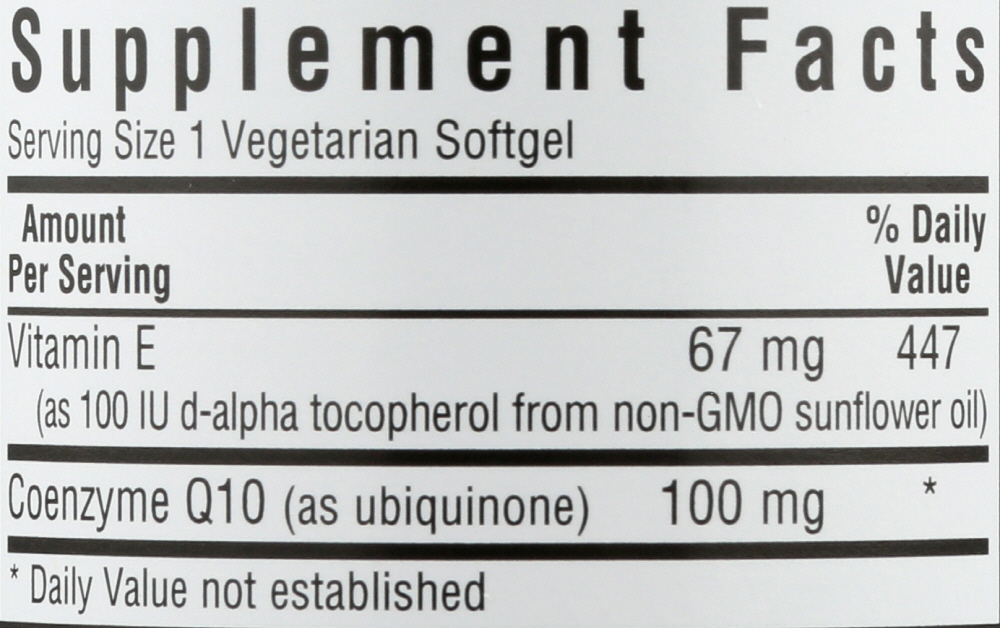 Supplement Facts
Serving Size 1 Vegetarian Softgel
Amount % Daily
Per Serving Value
Vitamin E 67 mg 447
(as 100 IU d-alpha tocopherol from non-GMO sunflower oil)
Coenzyme Q10 (as ubiquinone) 100 mg *
* Daily Value not established